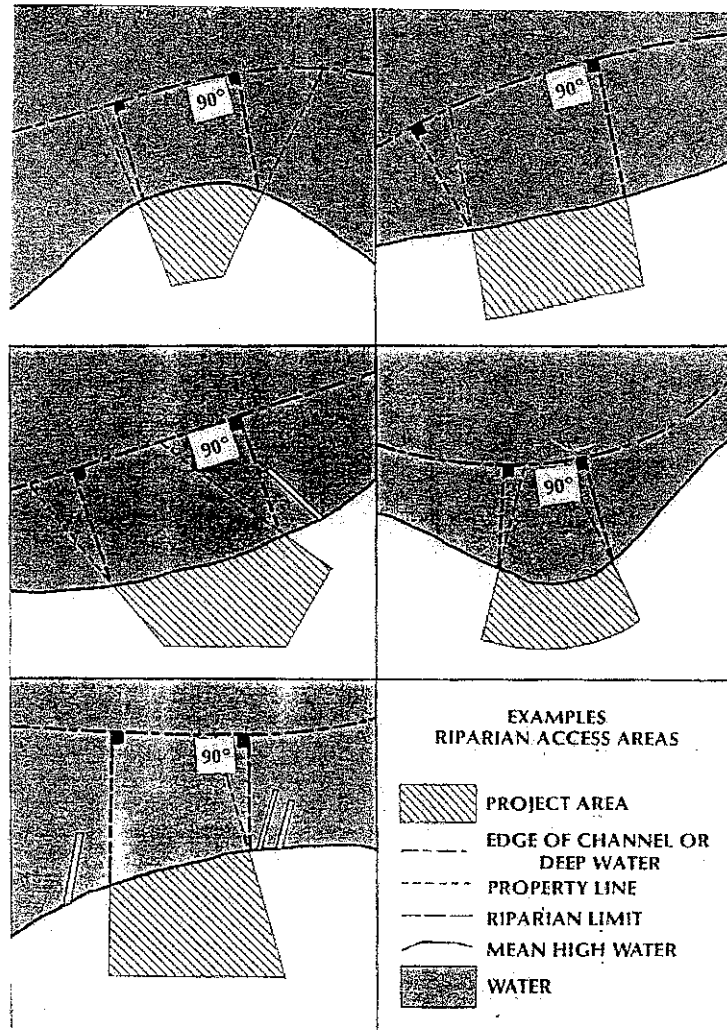 90°
90°
90°
90°
90°
EXAMPLES
RIPARIAN ACCESS AREAS
PROJECT AREA
EDGE OF CHANNEL OR
DEEP WATER
PROPERTY LINE
RIPARIAN LIMIT
MEAN HIGH WATER
WATER